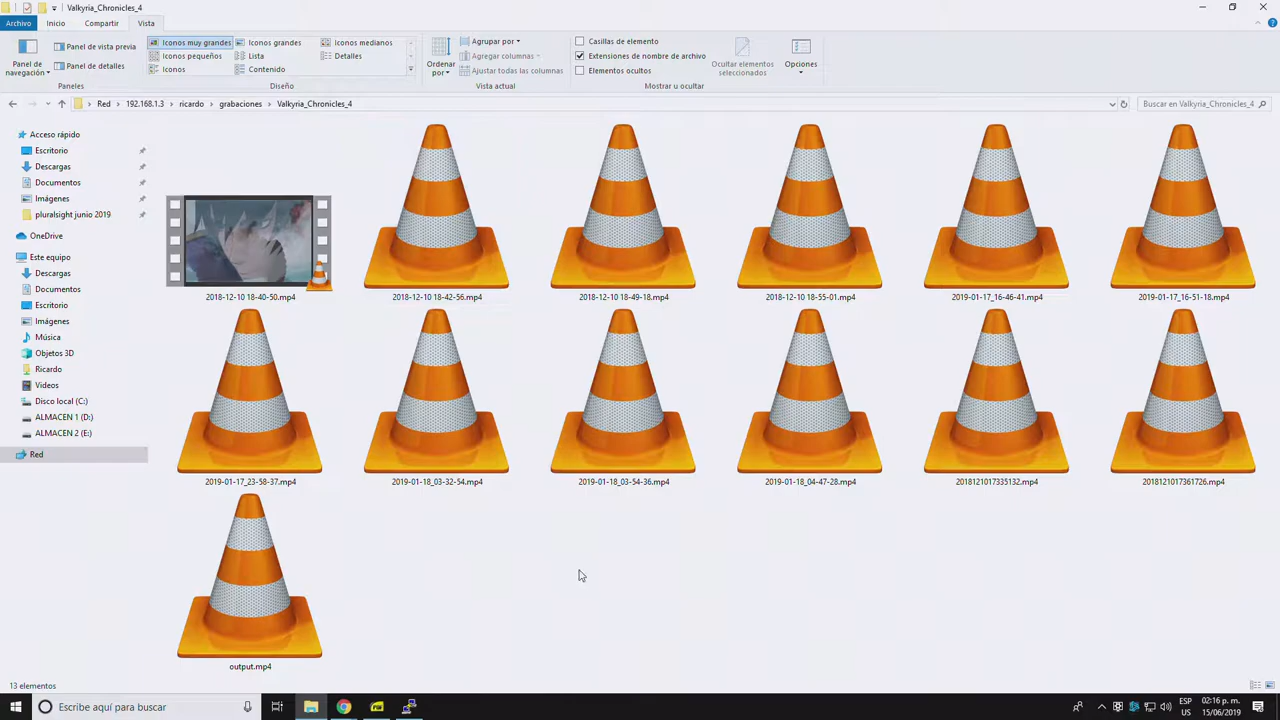 Valkyria_Chronicles_4
Archivo Inicio Compartir Vista
Panel de navegación
Panel de vista previa
Panel de detalles
Paneles
Iconos muy grandes Iconos grandes Iconos medianos
Iconos pequeños Lista Detalles
Iconos Contenido
Diseño
Ordenar por
Agrupar por
Agregar columnas
Ajustar todas las columnas
Vista actual
Casillas de elemento
Extensiones de nombre de archivo
Elementos ocultos
Ocultar elementos seleccionados
Mostrar u ocultar
Opciones
Red > 192.168.1.3 > ricardo > grabaciones > Valkyria_Chronicles_4
Buscar en Valkyria_Chronicles_4
Acceso rápido
Escritorio
Descargas
Documentos
Imágenes
pluralsight junio 2019
OneDrive
Este equipo
Descargas
Documentos
Escritorio
Imágenes
Música
Objetos 3D
Ricardo
Videos
Disco local (C:)
ALMACEN 1 (D:)
ALMACEN 2 (E:)
Red
2018-12-10 18-40-50.mp4
2018-12-10 18-42-56.mp4
2018-12-10 18-49-18.mp4
2018-12-10 18-55-01.mp4
2019-01-17_16-46-41.mp4
2019-01-17_16-51-18.mp4
2019-01-17_23-58-37.mp4
2019-01-18_03-32-54.mp4
2019-01-18_03-54-36.mp4
2019-01-18_04-47-28.mp4
2018121017335132.mp4
2018121017361726.mp4
output.mp4
13 elementos
Escribe aquí para buscar
ESP
US
02:16 p. m.
15/06/2019